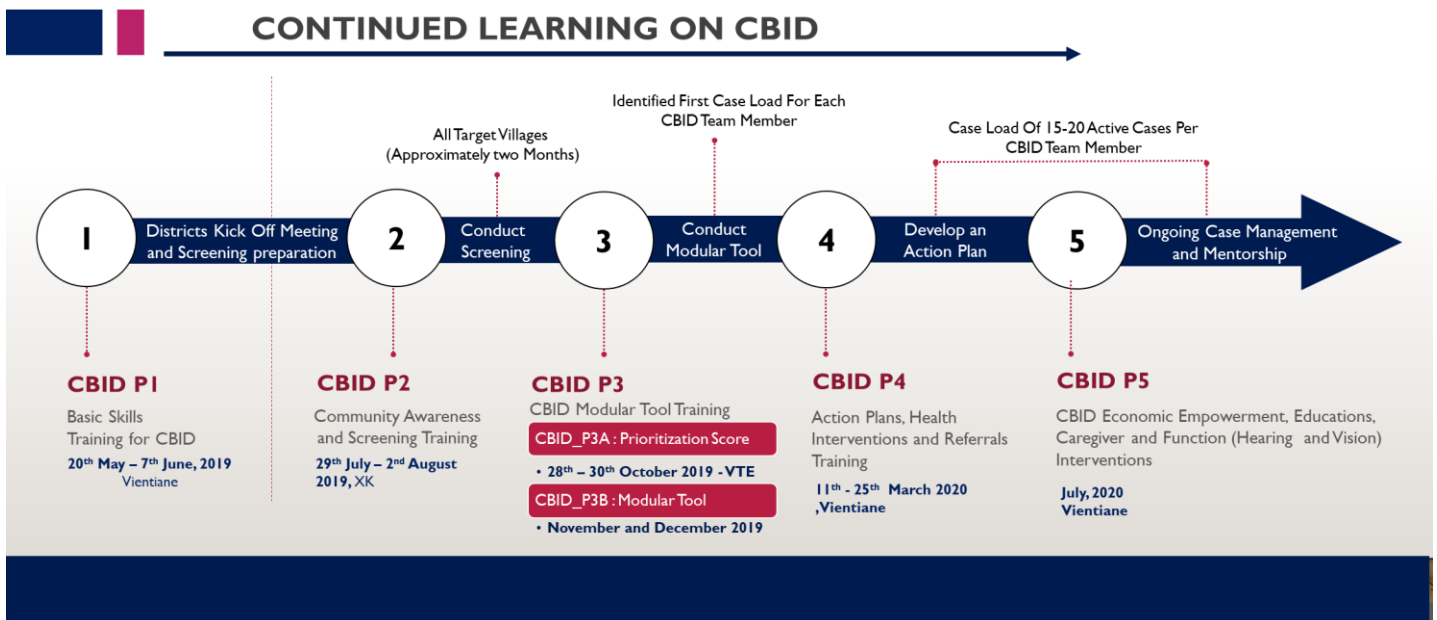 CONTINUED LEARNING ON CBID
Identified First Case Load For Each
CBID Team Member
All Target Villages
(Approximately two Months)
Case Load Of 15-20 Active Cases Per
CBID Team Member
1
Districts Kick Off Meeting
and Screening preparation
2
Conduct
Screening
3
Conduct
Modular Tool
4
Develop an
Action Plan
5
Ongoing Case Management
and Mentorship
CBID P1
Basic Skills
Training for CBID
20th May – 7th June, 2019
Vientiane
CBID P2
Community Awareness
and Screening Training
29th July – 2nd August
2019, XK
CBID P3
CBID Modular Tool Training
CBID_P3A : Prioritization Score
• 28th – 30th October 2019 -VTE
CBID_P3B : Modular Tool
• November and December 2019
CBID P4
Action Plans, Health
Interventions and Referrals
Training
11th - 25th March 2020
,Vientiane
CBID P5
CBID Economic Empowerment, Educations,
Caregiver and Function (Hearing and Vision)
Interventions
July, 2020
Vientiane